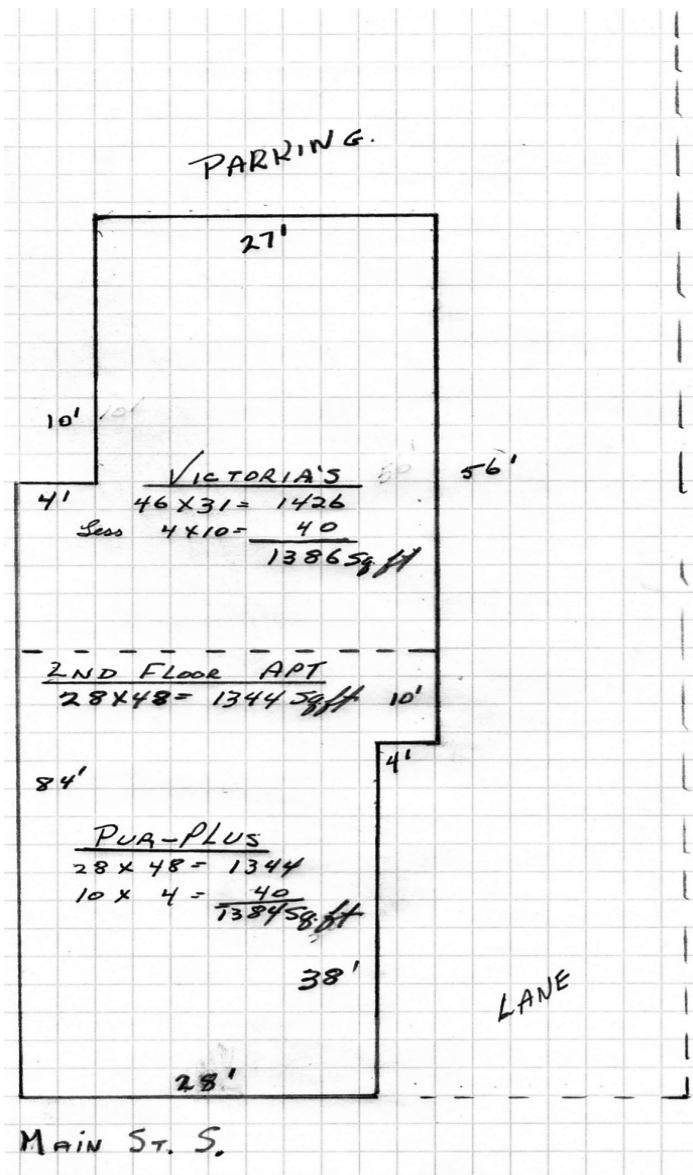 PARKING.
27'
10' 10'
56'
4'
VICTORIA'S
46 X 31 = 1426
Less 4 X 10 = 40
1386 Sq. ft
2ND FLOOR APT
28 X 48 = 1344 Sq. ft 10'
4'
84'
PUR-PLUS
28 X 48 = 1344
10 X 4 = 40
1384 Sq. ft
38'
LANE
28'
MAIN ST. S.